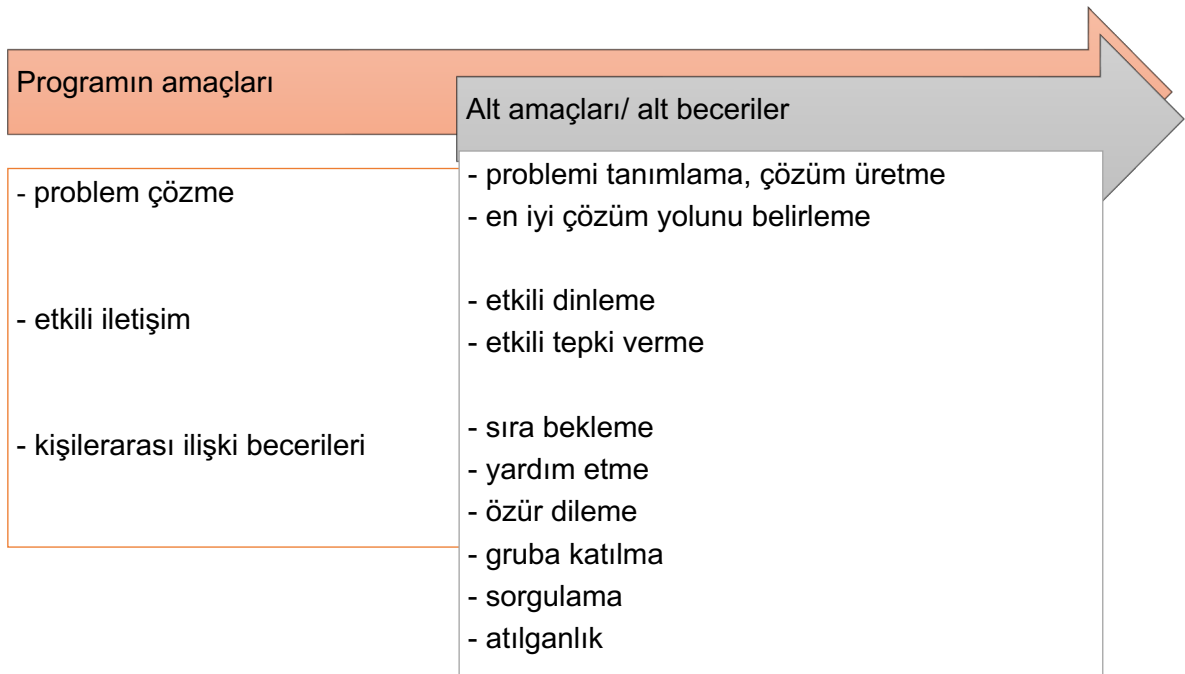 Programın amaçları
Alt amaçları/ alt beceriler
- problem çözme
- etkili iletişim
- kişilerarası ilişki becerileri
- problemi tanımlama, çözüm üretme
- en iyi çözüm yolunu belirleme
- etkili dinleme
- etkili tepki verme
- sıra bekleme
- yardım etme
- özür dileme
- gruba katılma
- sorgulama
- atılganlık